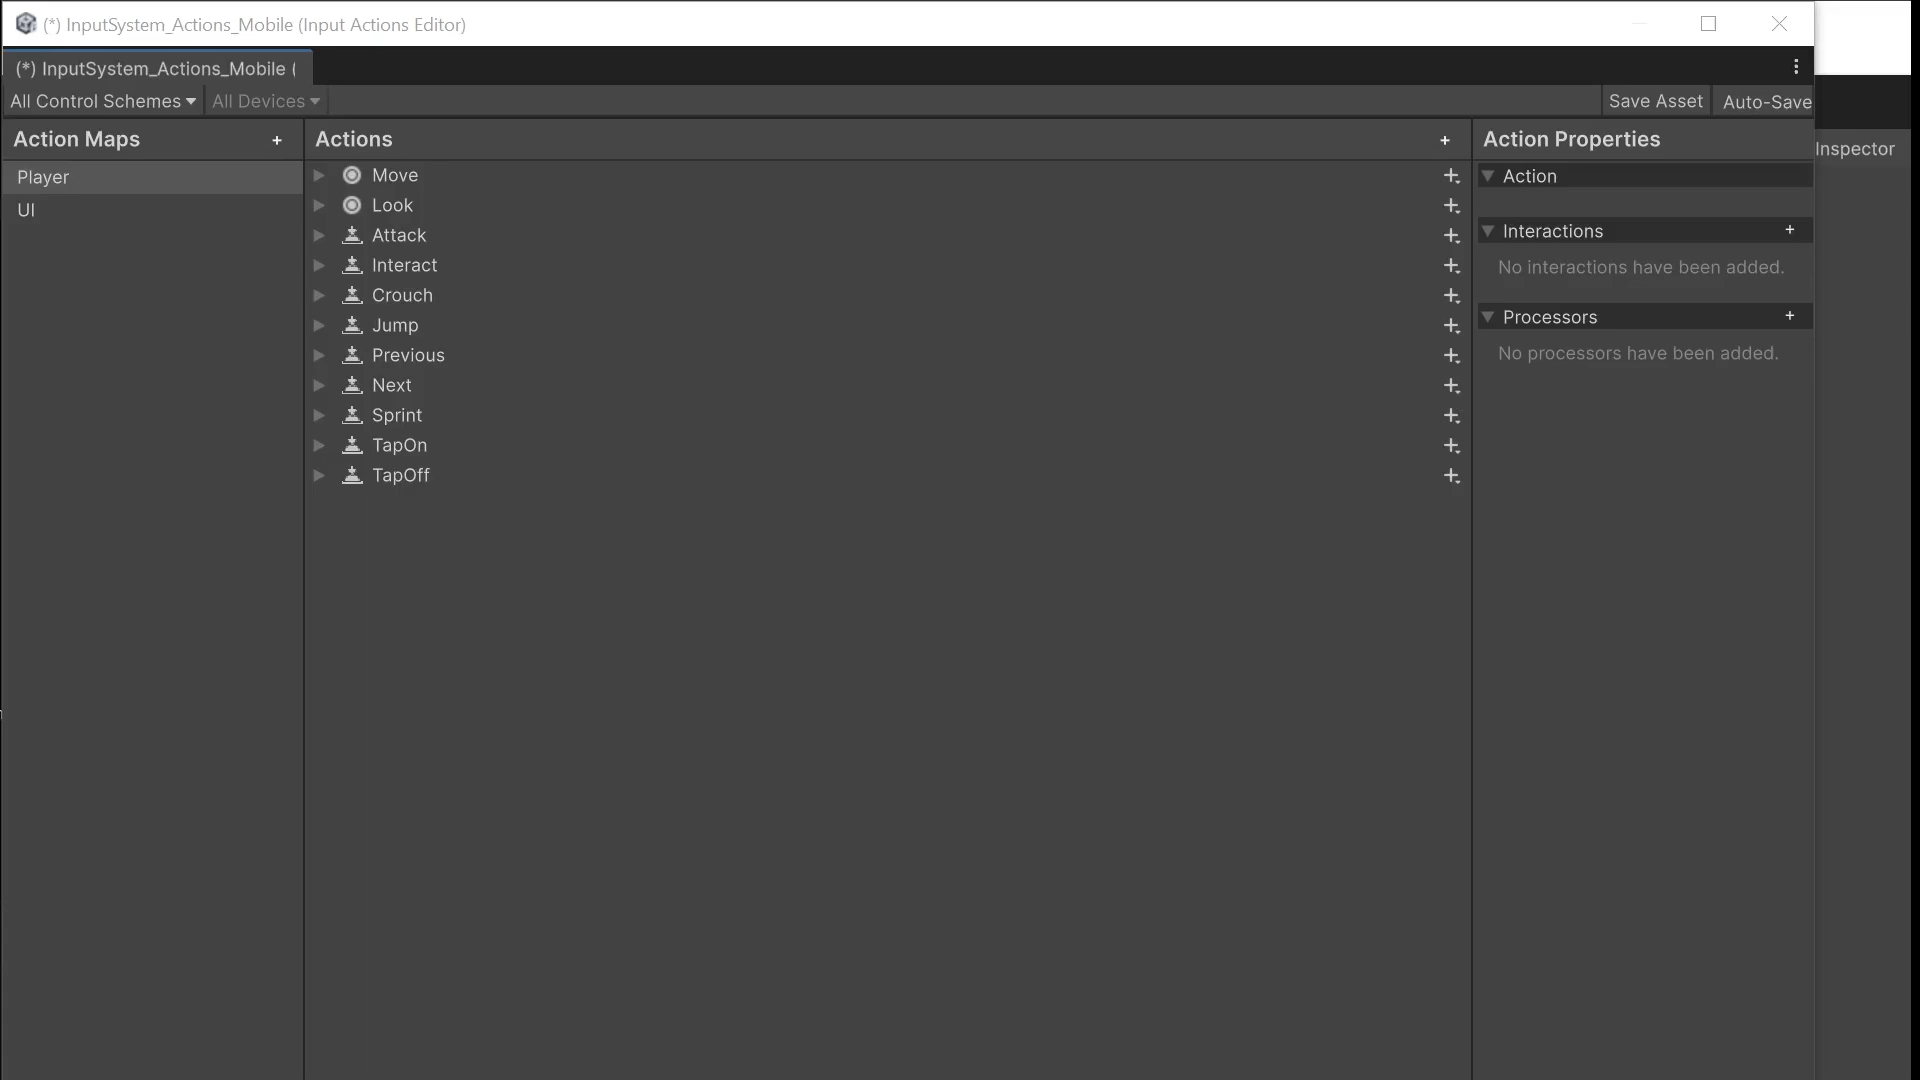 (*) InputSystem_Actions_Mobile (Input Actions Editor)
(*) InputSystem_Actions_Mobile (
All Control Schemes All Devices Save Asset Auto-Save
Action Maps + Actions + Action Properties
Inspector
Player
UI
Move
Look
Attack
Interact
Crouch
Jump
Previous
Next
Sprint
TapOn
TapOff
Action
Interactions +
No interactions have been added.
Processors +
No processors have been added.